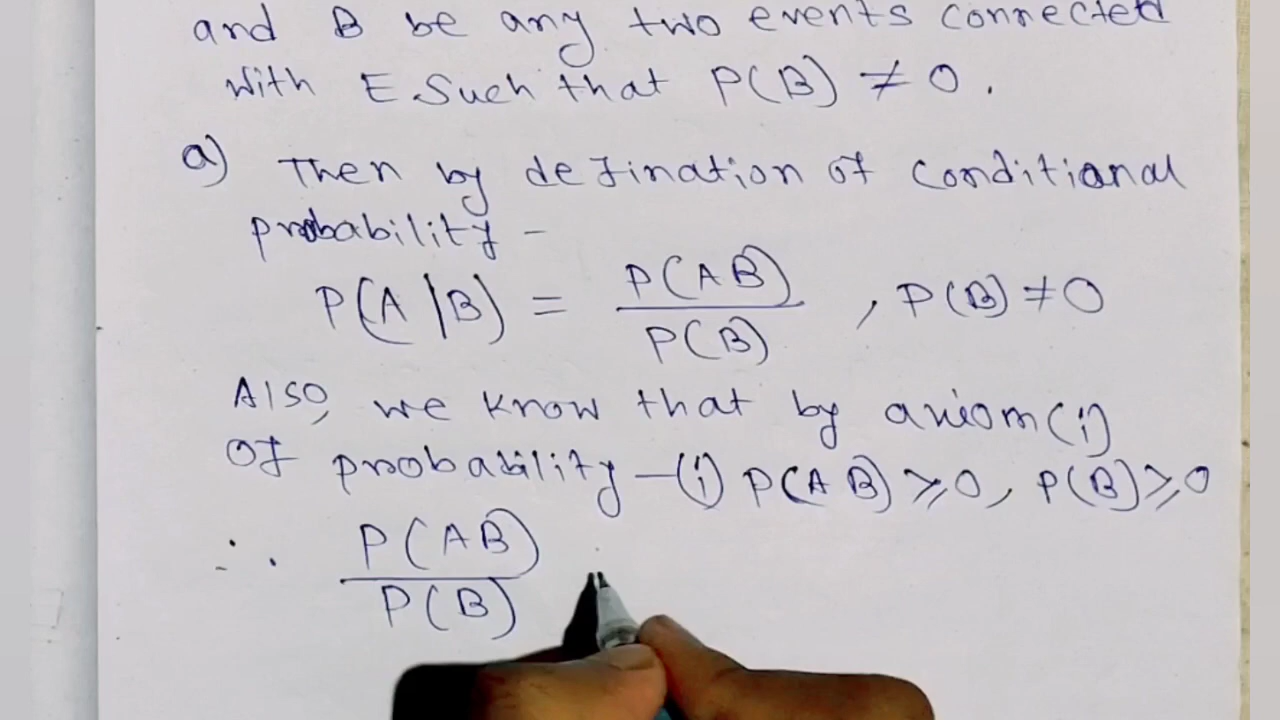 and B be any two events connected
with E such that P(B) ≠ 0.
a) Then by defination of conditional
probability -
P(A|B) = P(AB) / P(B) , P(B) ≠ 0
Also, we know that by axiom (i)
of probability - (i) P(AB) ⩾ 0, P(B) ⩾ 0
∴ P(AB) / P(B)